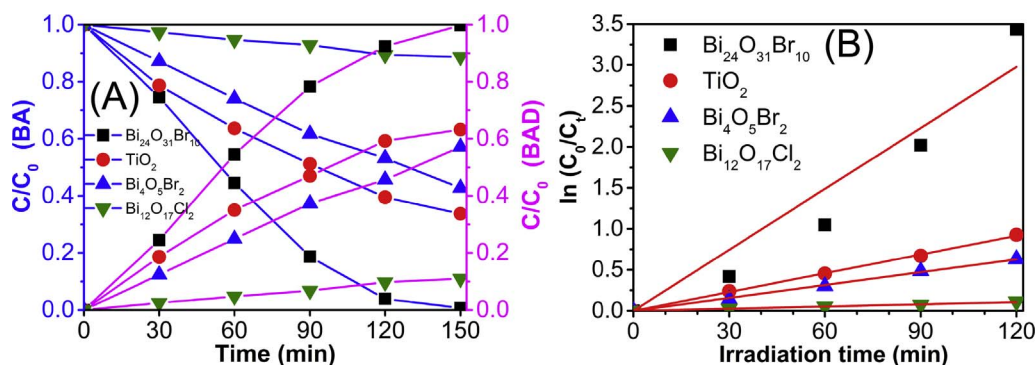 (A)
C/C₀ (BA)
1.0
0.8
0.6
0.4
0.2
0.0
Bi₂₄O₃₁Br₁₀
TiO₂
Bi₄O₅Br₂
Bi₁₂O₁₇Cl₂
0 30 60 90 120 150
Time (min)
1.0
0.8
0.6
0.4
0.2
0.0
C/C₀ (BAD)
(B)
ln (C₀/Cₜ)
3.5
3.0
2.5
2.0
1.5
1.0
0.5
0.0
Bi₂₄O₃₁Br₁₀
TiO₂
Bi₄O₅Br₂
Bi₁₂O₁₇Cl₂
0 30 60 90 120
Irradiation time (min)